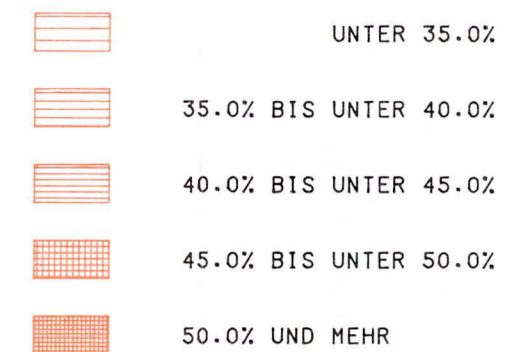 UNTER 35.0%
35.0% BIS UNTER 40.0%
40.0% BIS UNTER 45.0%
45.0% BIS UNTER 50.0%
50.0% UND MEHR